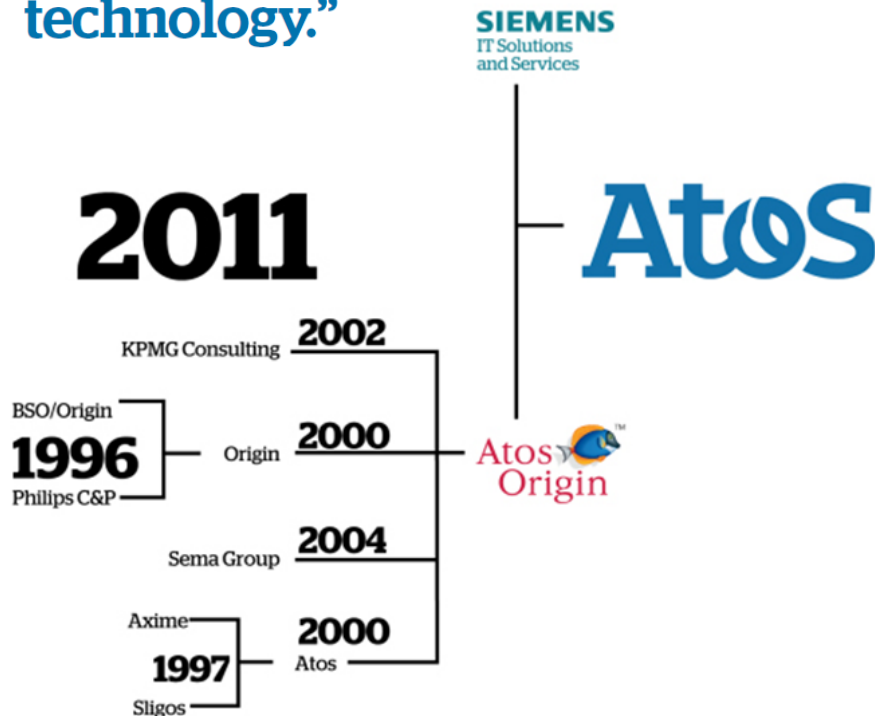 technology.”
SIEMENS
IT Solutions
and Services
2011
Atos
KPMG Consulting
2002
BSO/Origin
1996
Philips C&P
Origin
2000
Atos
Origin
TM
Sema Group
2004
Axime
1997
Sligos
2000
Atos